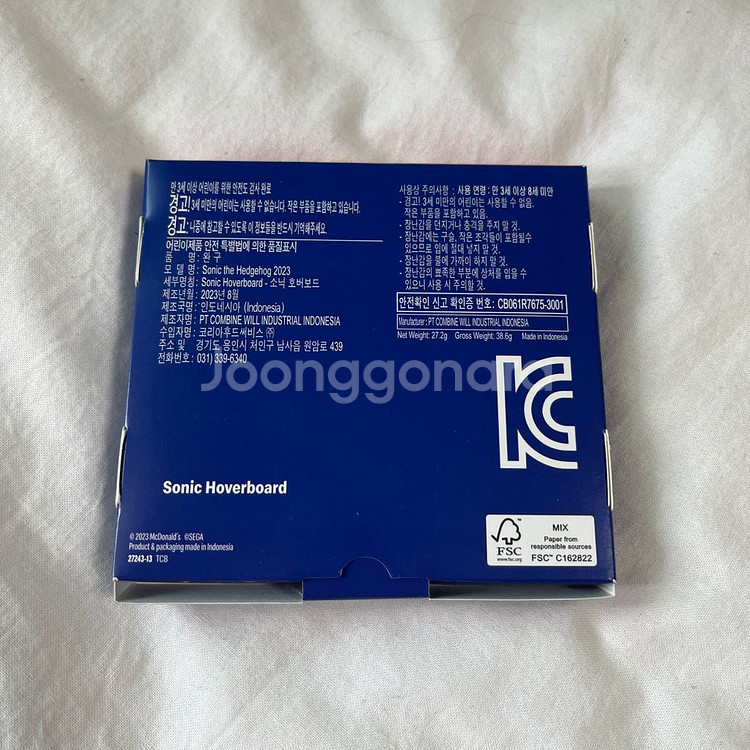 만 3세 이상 어린이를 위한 안전도 검사 완료
경고! 3세 미만의 어린이는 사용할 수 없습니다. 작은 부품을 포함하고 있습니다.
경고: 나중에 참고할 수 있도록 이 정보들을 반드시 기억해주세요.
어린이제품 안전 특별법에 의한 품질표시
품 명 : 완 구
모 델 명 : Sonic the Hedgehog 2023
세부명칭 : Sonic Hoverboard - 소닉 호버보드
제조년월 : 2023년 8월
제조국명 : 인도네시아 (Indonesia)
제조자명 : PT COMBINE WILL INDUSTRIAL INDONESIA
수입자명 : 코리아후드써비스 ㈜
주소 및 경기도 용인시 처인구 남사읍 원암로 439
전화번호 : 031) 339-6340
사용상 주의사항 : 사용 연령 : 만 3세 이상 8세 미만
- 경고! 3세 미만의 어린이는 사용할 수 없음.
작은 부품을 포함하고 있음.
- 장난감을 던지거나 충격을 주지 말 것.
- 장난감에는 구슬, 작은 조각들이 포함될수
있으므로 입에 절대 넣지 말 것.
- 장난감을 불에 가까이 하지 말 것.
- 장난감의 뾰족한 부분에 상처를 입을 수
있으니 사용 시 주의할 것.
안전확인 신고 확인증 번호: CB061R7675-3001
Manufacturer: PT COMBINE WILL INDUSTRIAL INDONESIA
Net Weight: 27.2g Gross Weight: 38.6g Made in Indonesia
Joonggonara
Sonic Hoverboard
© 2023 McDonald's ©SEGA
Product & packaging made in Indonesia
27243-13 TCB
FSC
www.fsc.org
MIX
Paper from
responsible sources
FSC™ C162822